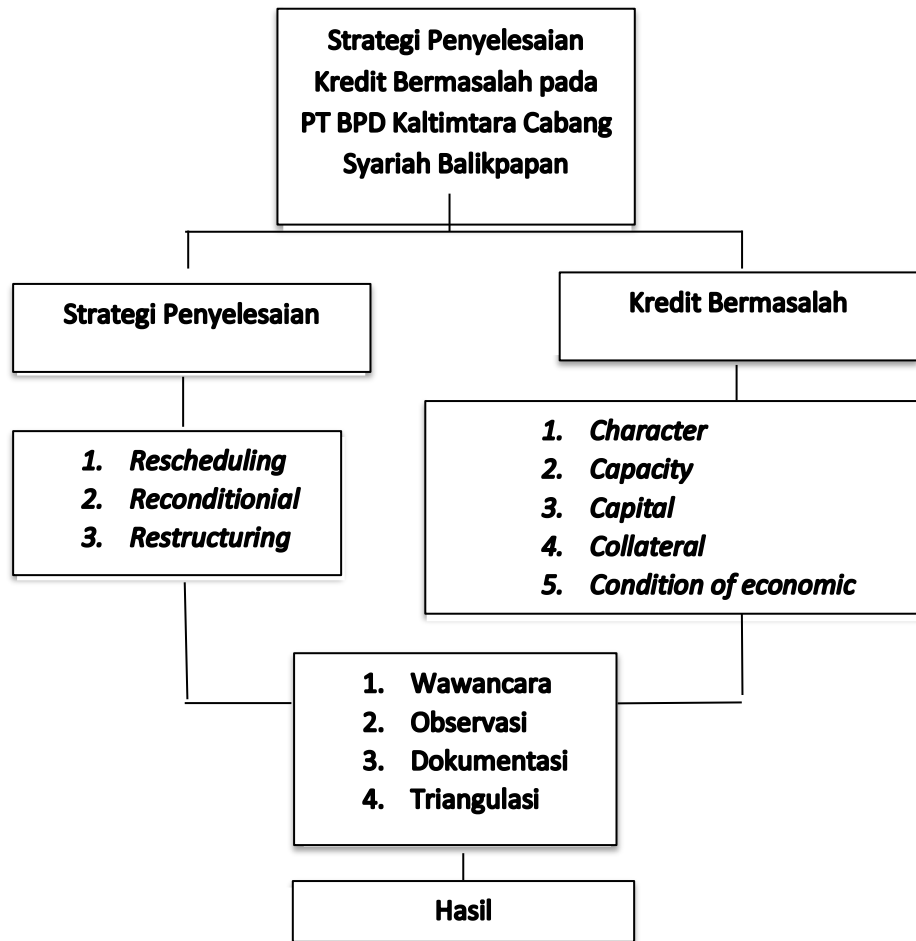 Strategi Penyelesaian
Kredit Bermasalah pada
PT BPD Kaltimtara Cabang
Syariah Balikpapan
Strategi Penyelesaian
Kredit Bermasalah
1. Rescheduling
2. Reconditionial
3. Restructuring
1. Character
2. Capacity
3. Capital
4. Collateral
5. Condition of economic
1. Wawancara
2. Observasi
3. Dokumentasi
4. Triangulasi
Hasil